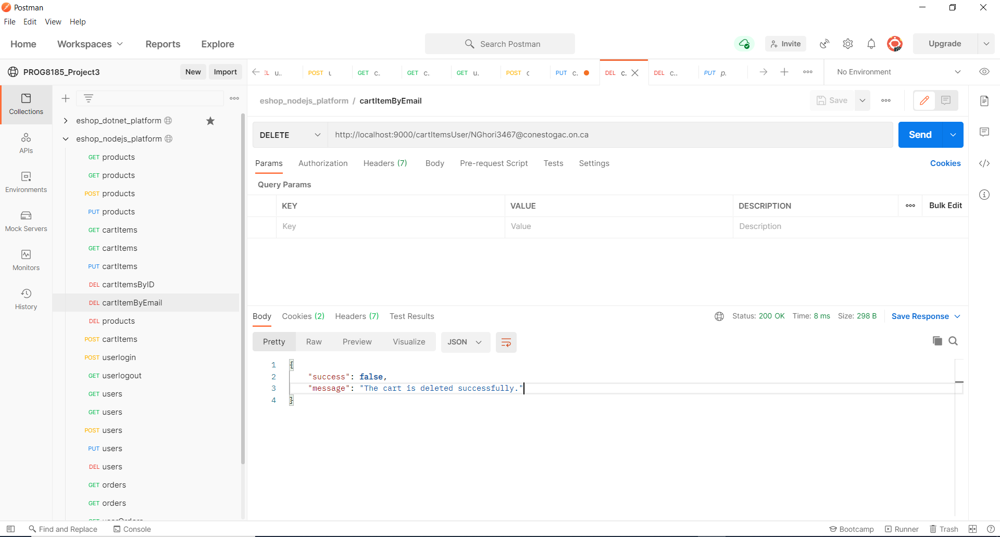 Postman
File Edit View Help
Home Workspaces Reports Explore Search Postman Invite Upgrade
PROG8185_Project3 New Import
POST GET c. GET c. GET u. POST PUT c. DEL c. DEL c.. PUT p. No Environment
Collections
APIs
Environments
Mock Servers
Monitors
History
eshop_dotnet_platform
eshop_nodejs_platform
GET products
GET products
POST products
PUT products
GET cartItems
GET cartItems
PUT cartItems
DEL cartItemsByID
DEL cartItemByEmail
DEL products
POST cartItems
POST userlogin
GET userlogout
GET users
GET users
POST users
PUT users
DEL users
GET orders
GET orders
eshop_nodejs_platform / cartItemByEmail Save
DELETE http://localhost:9000/cartItemsUser/NGhori3467@conestogac.on.ca Send
Params Authorization Headers (7) Body Pre-request Script Tests Settings Cookies
Query Params
KEY VALUE DESCRIPTION Bulk Edit
Key Value Description
Body Cookies (2) Headers (7) Test Results Status: 200 OK Time: 8 ms Size: 298 B Save Response
Pretty Raw Preview Visualize JSON
1 {
2 "success": false,
3 "message": "The cart is deleted successfully."
4 }
Find and Replace Console Bootcamp Runner Trash